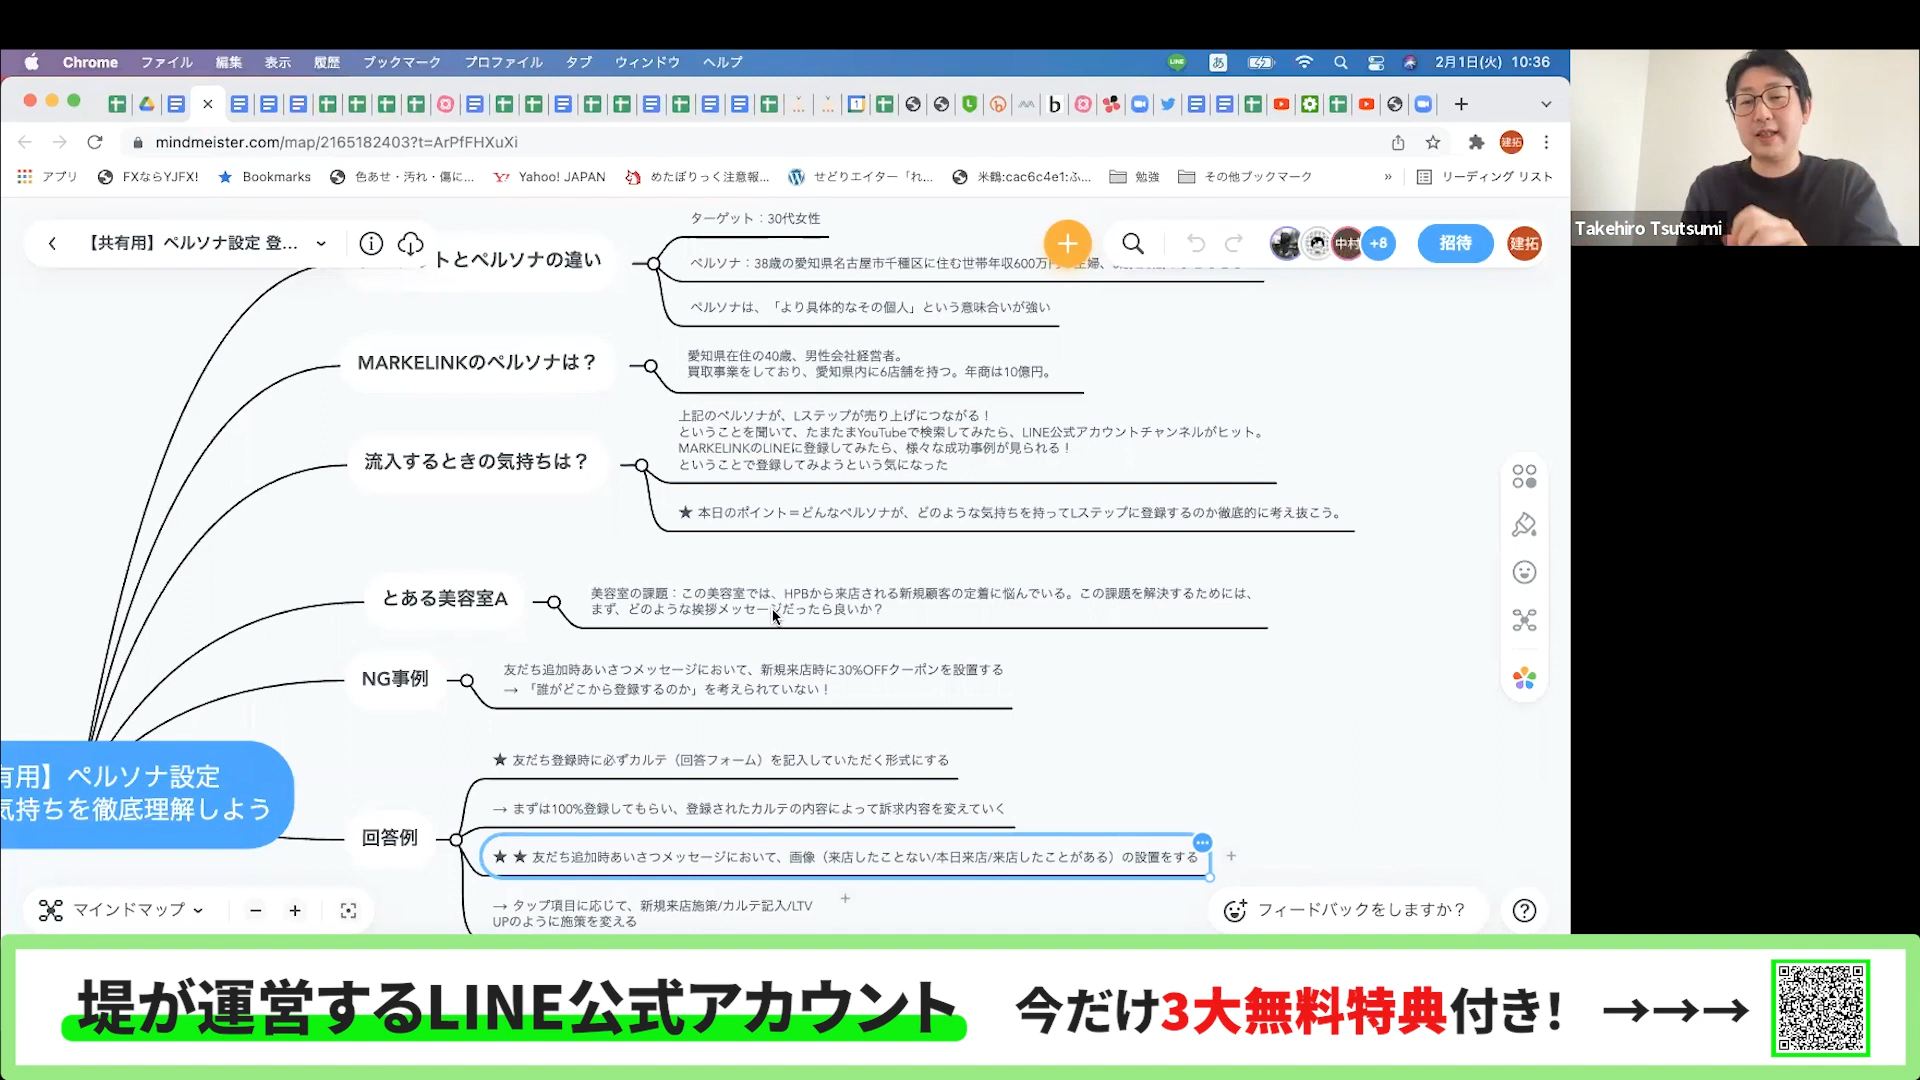 Chrome ファイル 編集 表示 履歴 ブックマーク プロファイル タブ ウィンドウ ヘルプ
LINE あ 2月1日(火) 10:36
mindmeister.com/map/2165182403?t=ArPfFHXuXi
建拓
アプリ FXならYJFX! Bookmarks 色あせ・汚れ・傷に... Yahoo! JAPAN めたぼりっく注意報... せどりエイター「れ... 米鶴:cac6c4e1:ふ... 勉強 その他ブックマーク » リーディング リスト
Takehiro Tsutsumi
【共有用】ペルソナ設定 登...
中村 +8 招待 建拓
トとペルソナの違い
ターゲット：30代女性
ペルソナ：38歳の愛知県名古屋市千種区に住む世帯年収600万
ペルソナは、「より具体的なその個人」という意味合いが強い
MARKELINKのペルソナは？
愛知県在住の40歳、男性会社経営者。
買取事業をしており、愛知県内に6店舗を持つ。年商は10億円。
流入するときの気持ちは？
上記のペルソナが、Lステップが売り上げにつながる！
ということを聞いて、たまたまYouTubeで検索してみたら、LINE公式アカウントチャンネルがヒット。
MARKELINKのLINEに登録してみたら、様々な成功事例が見られる！
ということで登録してみようという気になった
★ 本日のポイント＝どんなペルソナが、どのような気持ちを持ってLステップに登録するのか徹底的に考え抜こう。
とある美容室A
美容室の課題：この美容室では、HPBから来店される新規顧客の定着に悩んでいる。この課題を解決するためには、
まず、どのような挨拶メッセージだったら良いか？
NG事例
友だち追加時あいさつメッセージにおいて、新規来店時に30%OFFクーポンを設置する
→ 「誰がどこから登録するのか」を考えられていない！
有用】ペルソナ設定
気持ちを徹底理解しよう
回答例
★ 友だち登録時に必ずカルテ（回答フォーム）を記入していただく形式にする
→ まずは100%登録してもらい、登録されたカルテの内容によって訴求内容を変えていく
★ ★ 友だち追加時あいさつメッセージにおいて、画像（来店したことない/本日来店/来店したことがある）の設置をする
→ タップ項目に応じて、新規来店施策/カルテ記入/LTV
UPのように施策を変える
マインドマップ
フィードバックをしますか？
堤が運営するLINE公式アカウント 今だけ3大無料特典付き! →→→